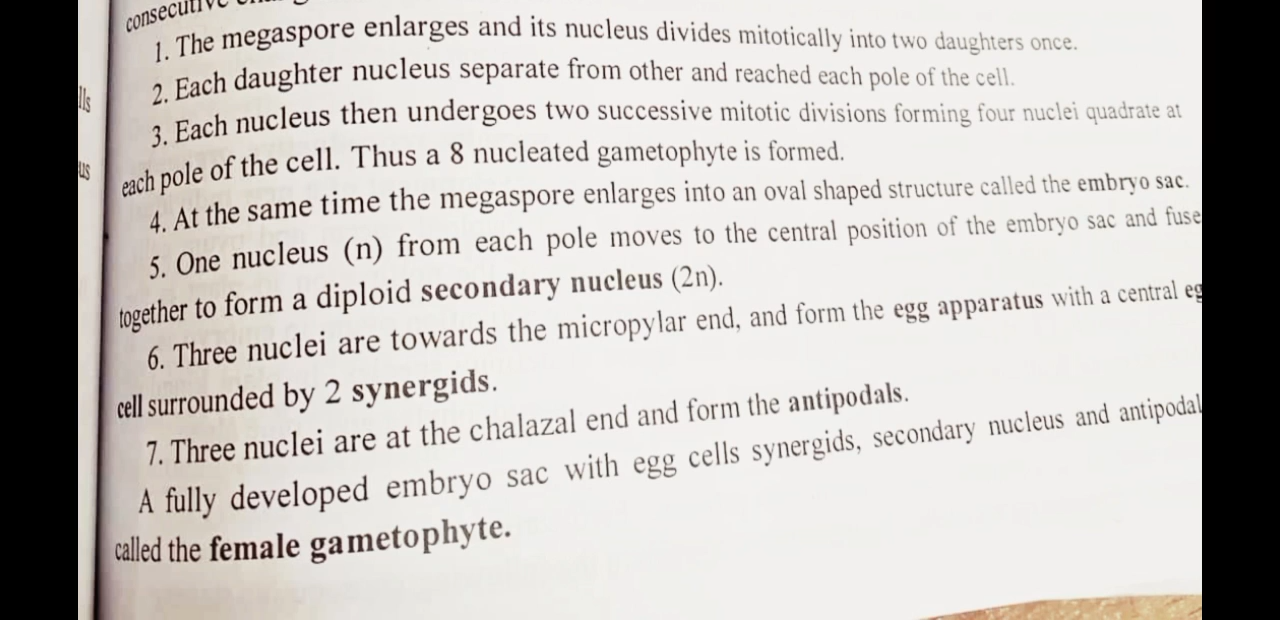 consecutive
1. The megaspore enlarges and its nucleus divides mitotically into two daughters once.
2. Each daughter nucleus separate from other and reached each pole of the cell.
lls
3. Each nucleus then undergoes two successive mitotic divisions forming four nuclei quadrate at
us
each pole of the cell. Thus a 8 nucleated gametophyte is formed.
4. At the same time the megaspore enlarges into an oval shaped structure called the embryo sac.
5. One nucleus (n) from each pole moves to the central position of the embryo sac and fuse
together to form a diploid secondary nucleus (2n).
6. Three nuclei are towards the micropylar end, and form the egg apparatus with a central eg
cell surrounded by 2 synergids.
7. Three nuclei are at the chalazal end and form the antipodals.
A fully developed embryo sac with egg cells synergids, secondary nucleus and antipodal
called the female gametophyte.